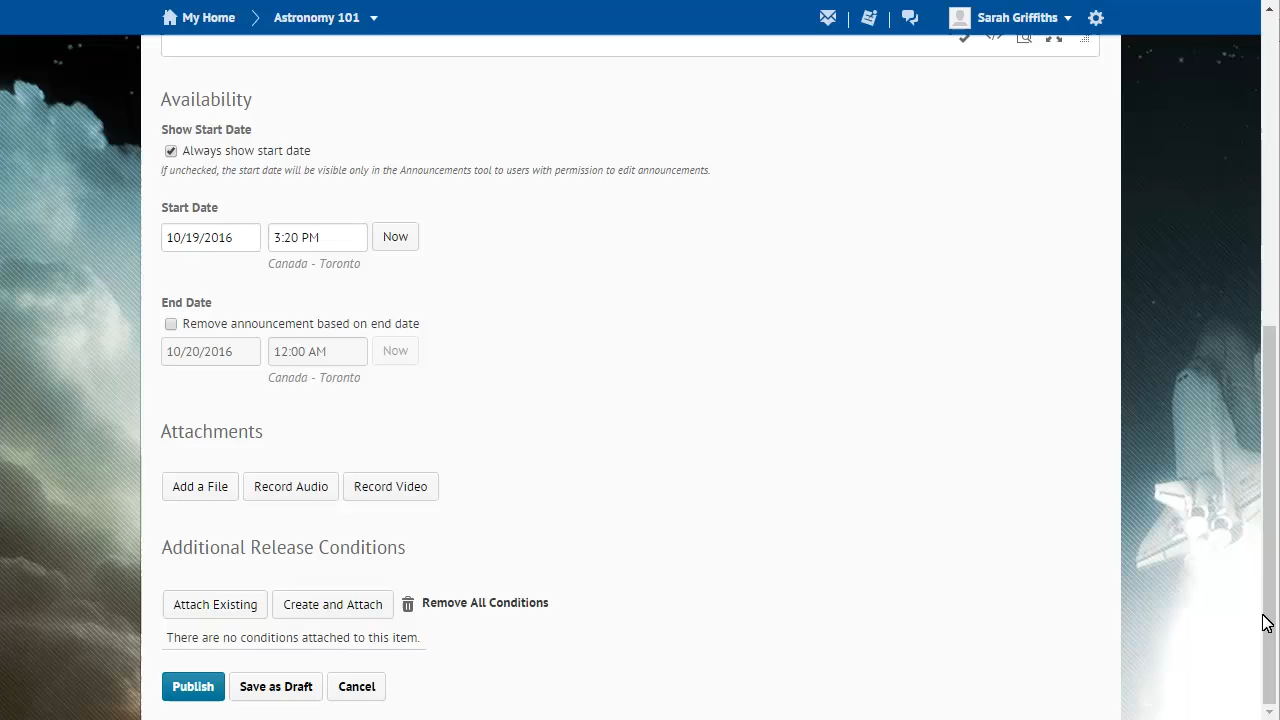 My Home
Astronomy 101
Sarah Griffiths
Availability
Show Start Date
Always show start date
If unchecked, the start date will be visible only in the Announcements tool to users with permission to edit announcements.
Start Date
10/19/2016 3:20 PM Now
Canada - Toronto
End Date
Remove announcement based on end date
10/20/2016 12:00 AM Now
Canada - Toronto
Attachments
Add a File Record Audio Record Video
Additional Release Conditions
Attach Existing Create and Attach Remove All Conditions
There are no conditions attached to this item.
Publish Save as Draft Cancel